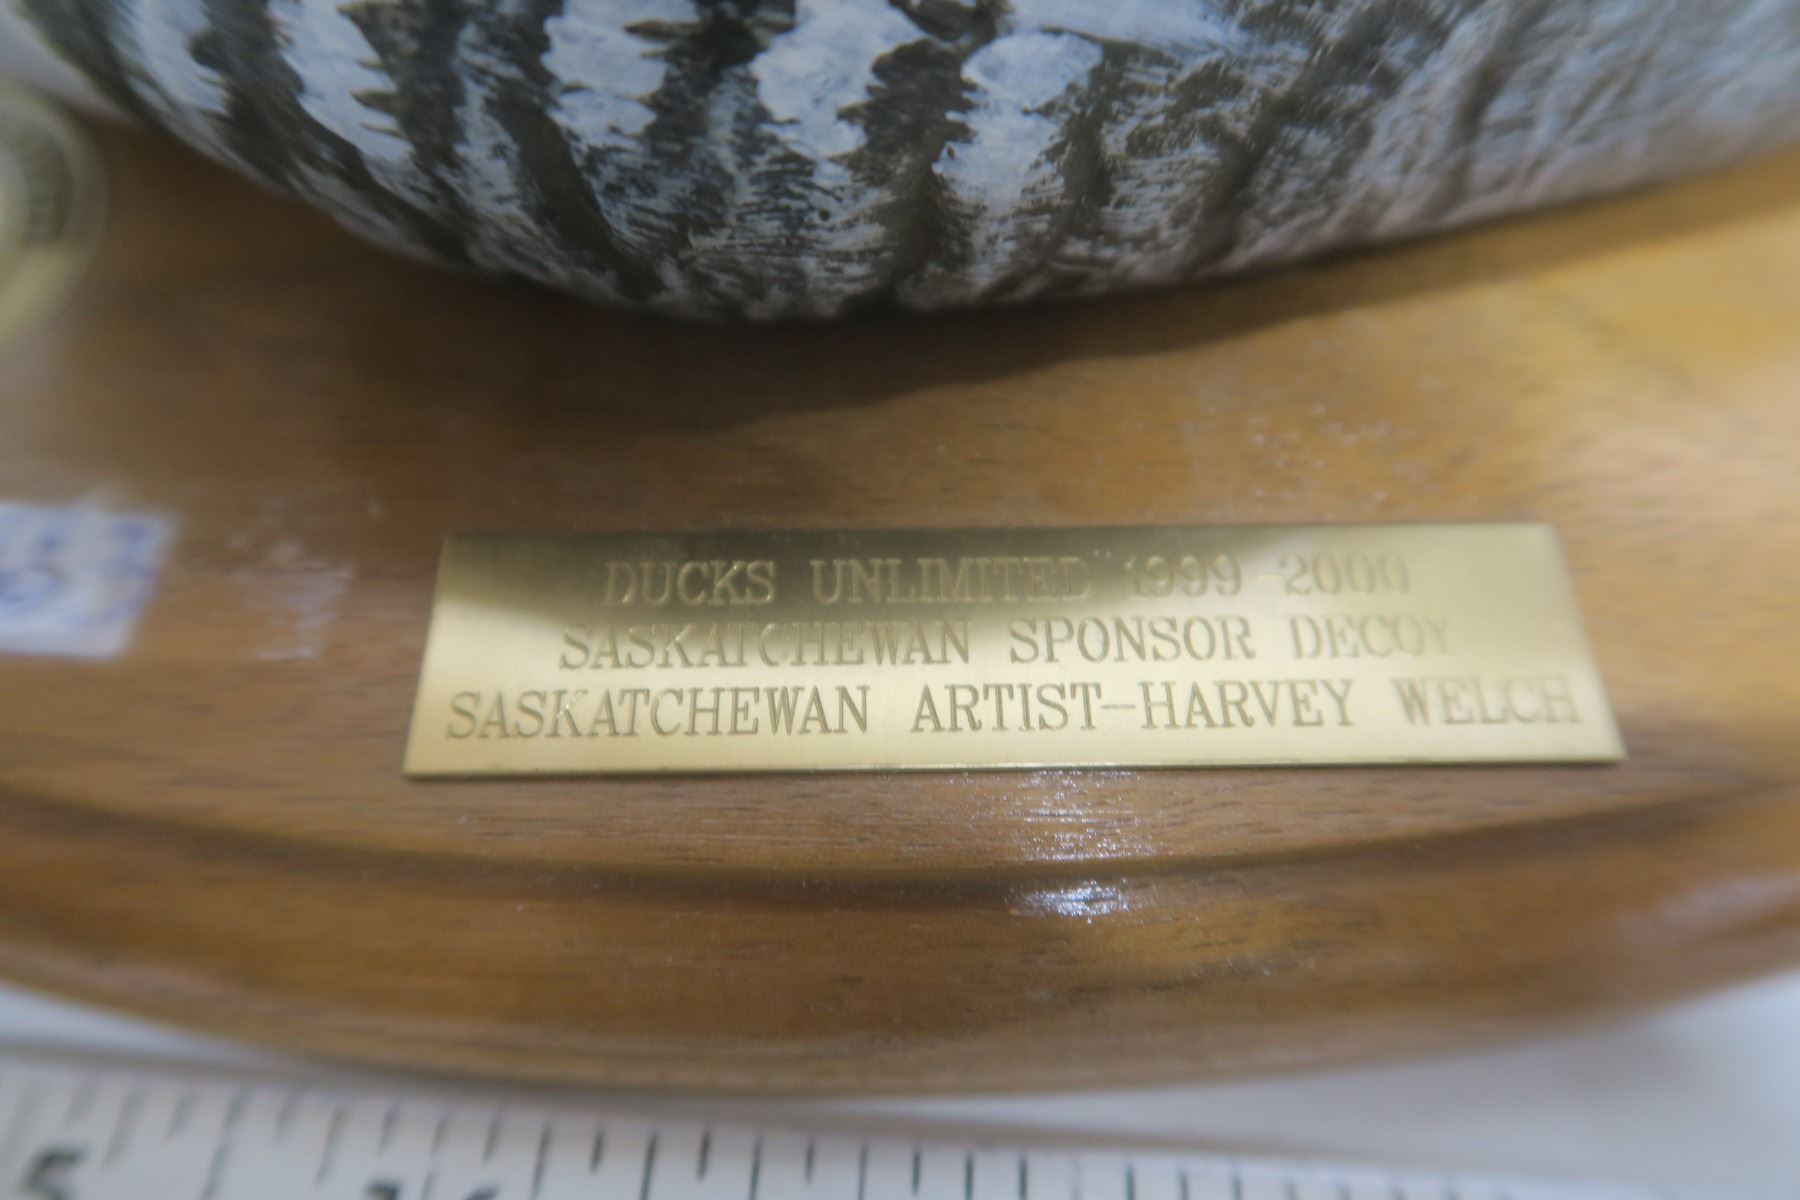 DUCKS UNLIMITED" 1999-2000
SASKATCHEWAN SPONSOR DECOY
SASKATCHEWAN ARTIST-HARVEY WELCH